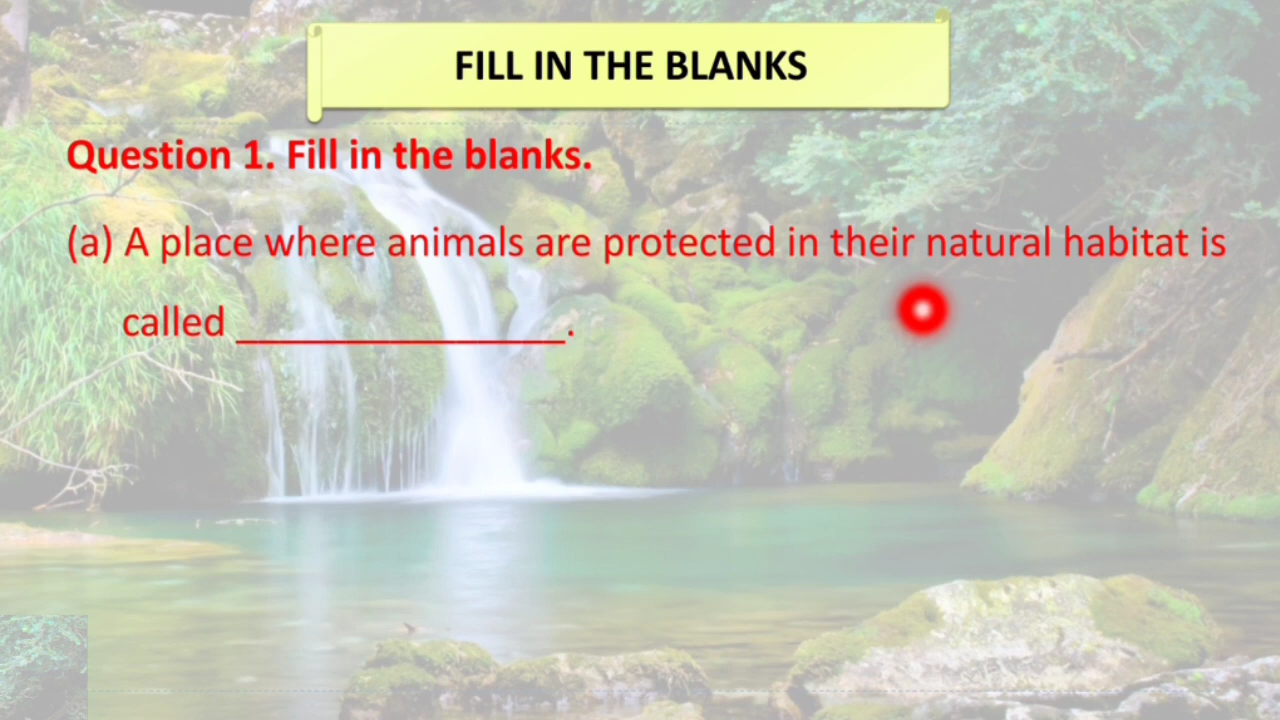 FILL IN THE BLANKS
Question 1. Fill in the blanks.
(a) A place where animals are protected in their natural habitat is
called ________________.